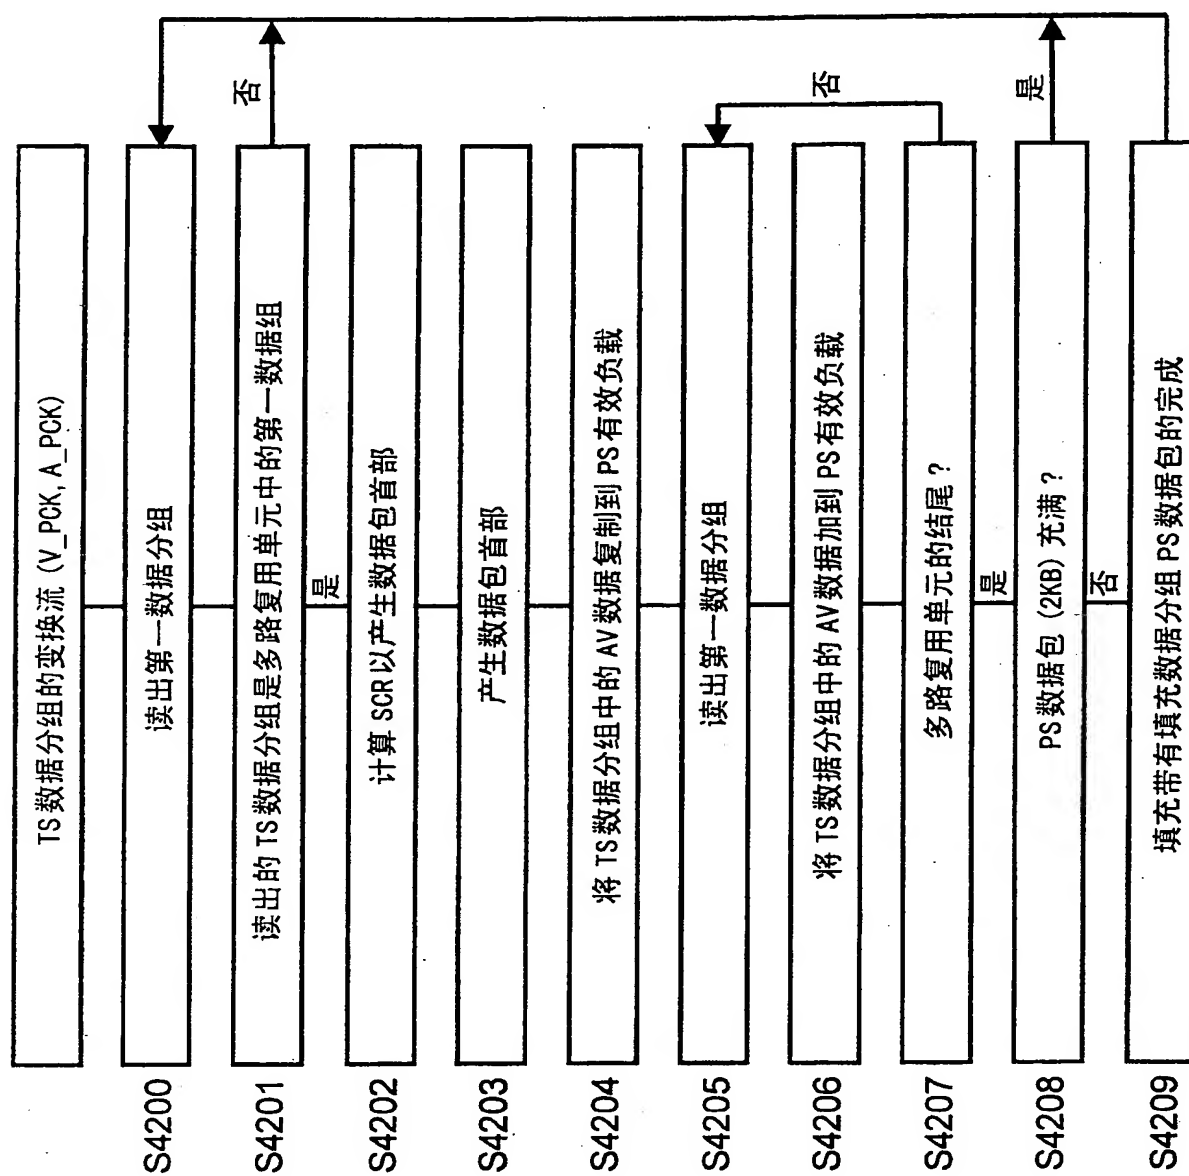 TS数据分组的变换流 (V_PCK, A_PCK)
S4200
读出第一数据分组
S4201
读出的TS数据分组是多路复用单元中的第一数据组
否
是
S4202
计算SCR以产生数据包首部
S4203
产生数据包首部
S4204
将TS数据分组中的AV数据复制到PS有效负载
S4205
读出第一数据分组
S4206
将TS数据分组中的AV数据加到PS有效负载
S4207
多路复用单元的结尾?
否
是
S4208
PS数据包 (2KB) 充满?
是
否
S4209
填充带有填充数据分组PS数据包的完成